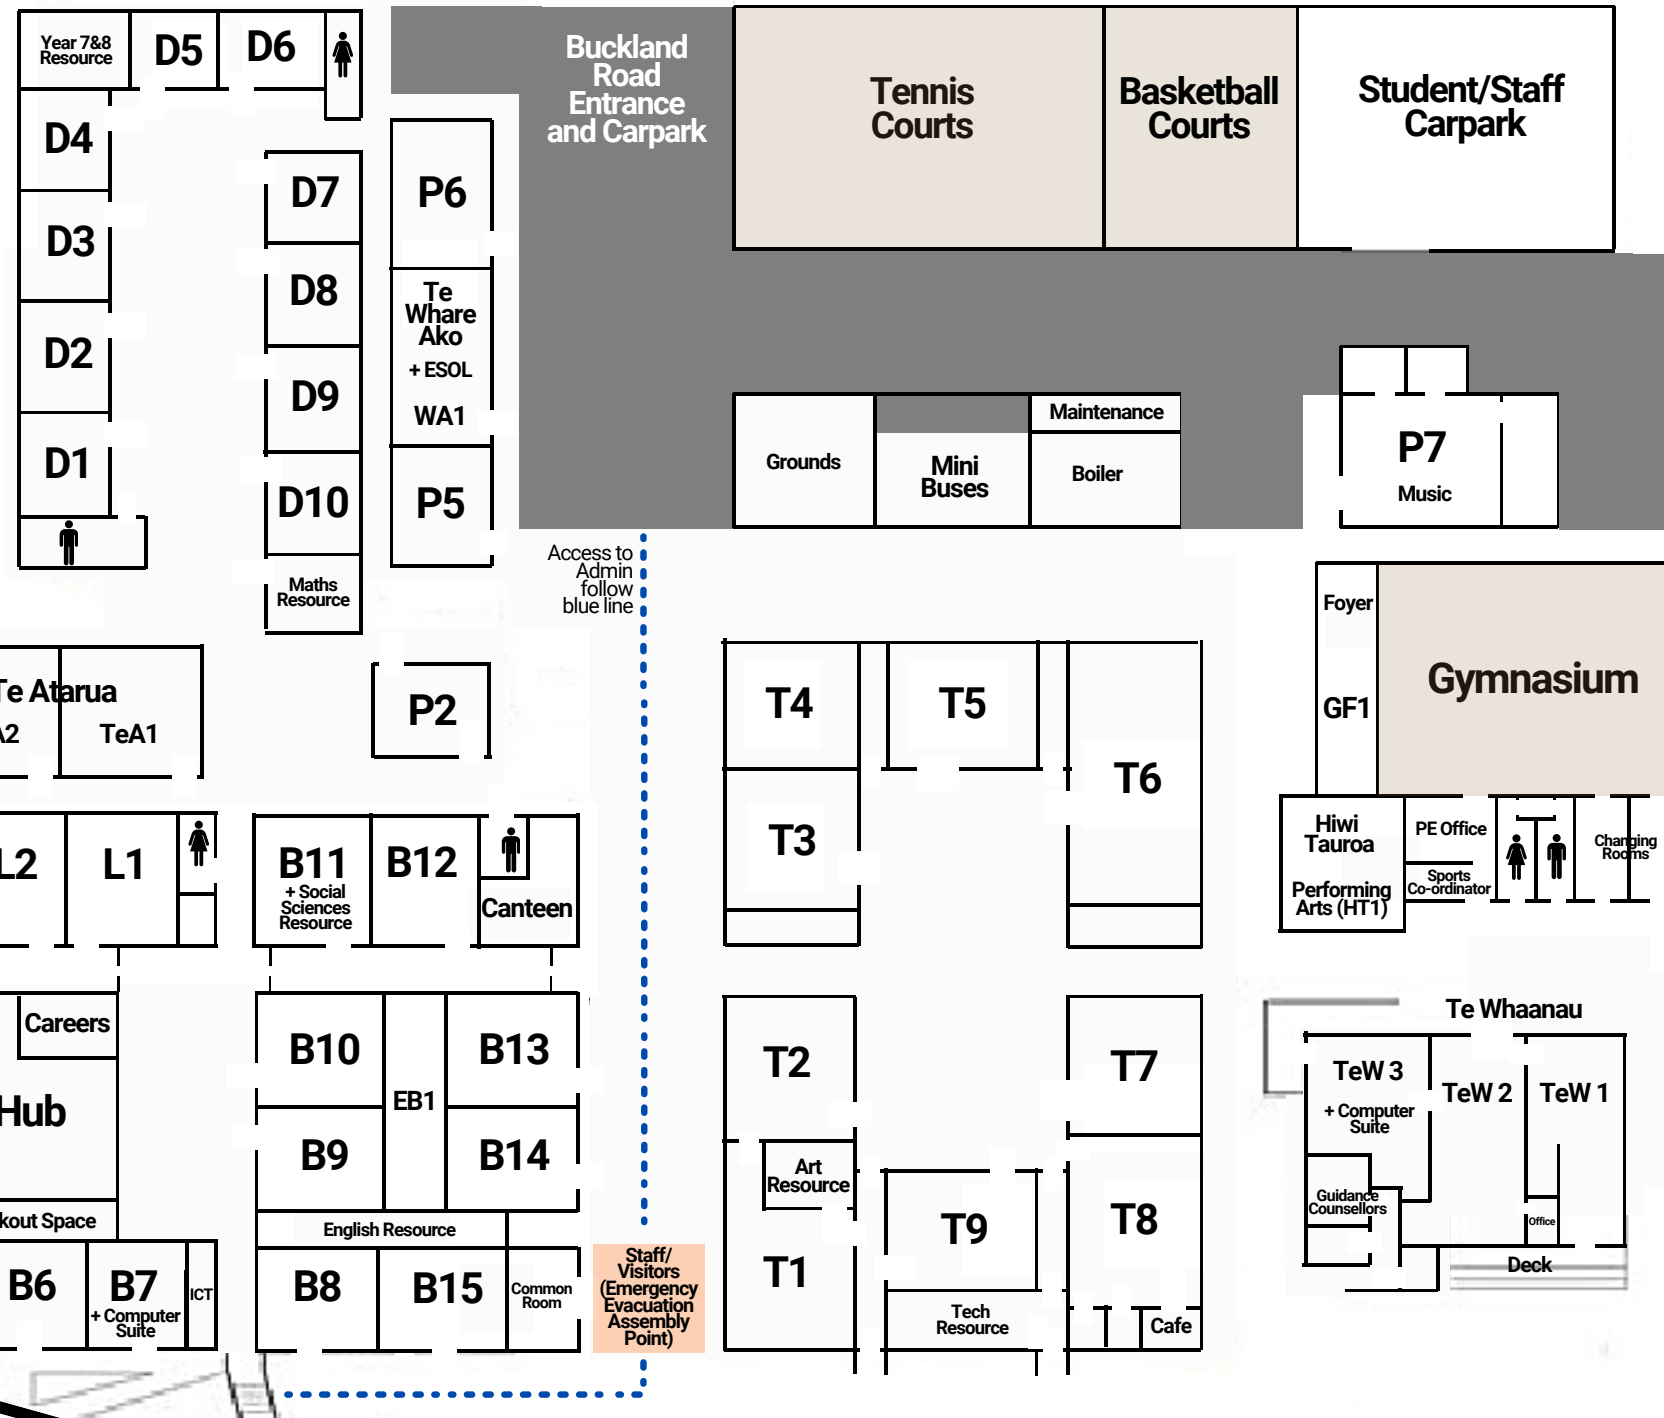 Year 7&8
Resource
D5
D6
D4
D3
D2
D1
D7
D8
D9
D10
Maths
Resource
P6
Te
Whare
Ako
+ ESOL
WA1
P5
Buckland
Road
Entrance
and Carpark
Tennis
Courts
Basketball
Courts
Student/Staff
Carpark
Grounds
Mini
Buses
Maintenance
Boiler
P7
Music
Access to
Admin
follow
blue line
Foyer
GF1
Gymnasium
Te Atarua
A2
TeA1
P2
T4
T5
T6
T3
Hiwi
Tauroa
Performing
Arts (HT1)
PE Office
Sports
Co-ordinator
Changing
Rooms
L2
L1
B11
+ Social
Sciences
Resource
B12
Canteen
Careers
Hub
kout Space
B6
B7
+ Computer
Suite
ICT
B10
B9
EB1
B13
B14
English Resource
B8
B15
Common
Room
Staff/
Visitors
(Emergency
Evacuation
Assembly
Point)
T2
Art
Resource
T1
T9
Tech
Resource
T7
T8
Cafe
Te Whaanau
TeW 3
+ Computer
Suite
TeW 2
TeW 1
Guidance
Counsellors
Office
Deck